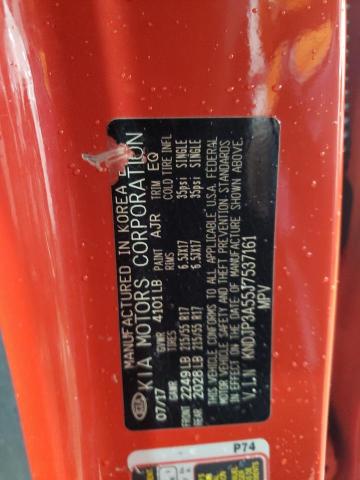 MANUFACTURED IN KOREA B
KIA MOTORS CORPORATION
KIA
07/17 GVWR 4101LB PAINT AJR TRIM EQ
GAWR TIRES RIMS COLD TIRE INFL
FRONT 2249LB 215/55 R17 6.5JX17 35psi SINGLE
REAR 2028LB 215/55 R17 6.5JX17 35psi SINGLE
THIS VEHICLE CONFORMS TO ALL APPLICABLE U.S.A. FEDERAL
MOTOR VEHICLE SAFETY AND THEFT PREVENTION STANDARDS
IN EFFECT ON THE DATE OF MANUFACTURE SHOWN ABOVE.
V.I.N KNDJP3A55J7537161
MPV
P74